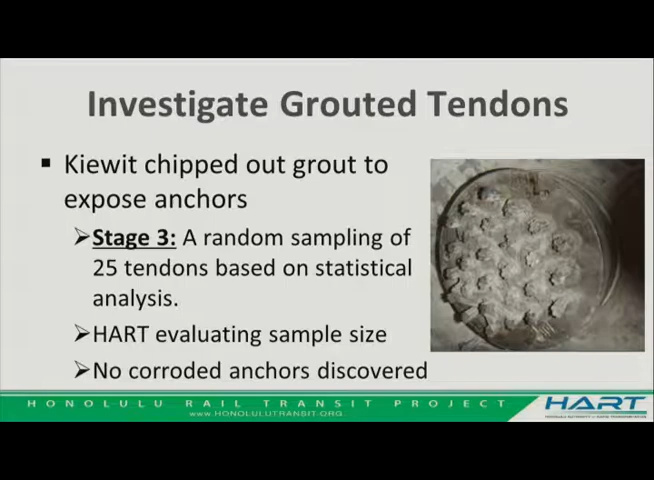 Investigate Grouted Tendons
▪ Kiewit chipped out grout to
expose anchors
➢Stage 3: A random sampling of
25 tendons based on statistical
analysis.
➢HART evaluating sample size
➢No corroded anchors discovered
HONOLULU RAIL TRANSIT PROJECT
www.HONOLULUTRANSIT.ORG
HART